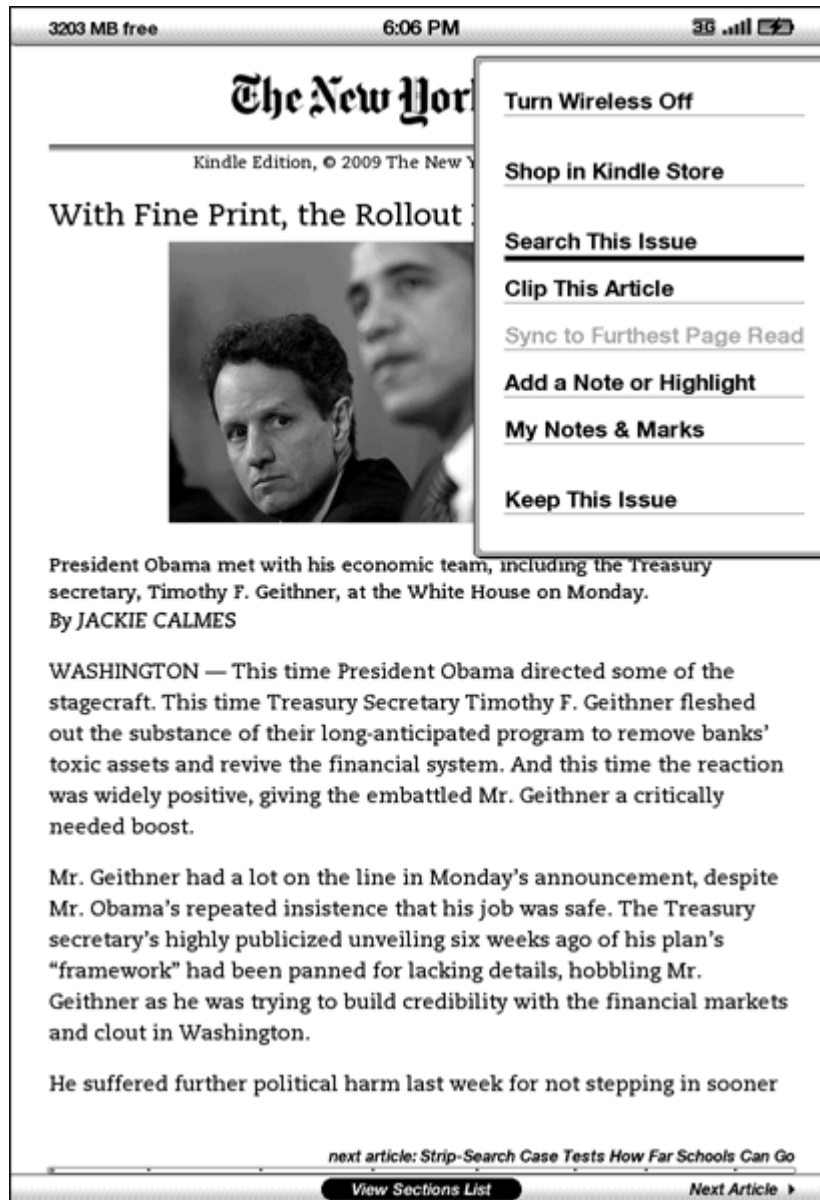 3203 MB free
6:06 PM
3G
The New Yor
Kindle Edition, © 2009 The New
With Fine Print, the Rollout
Turn Wireless Off
Shop in Kindle Store
Search This Issue
Clip This Article
Sync to Furthest Page Read
Add a Note or Highlight
My Notes & Marks
Keep This Issue
President Obama met with his economic team, including the Treasury
secretary, Timothy F. Geithner, at the White House on Monday.
By JACKIE CALMES
WASHINGTON — This time President Obama directed some of the
stagecraft. This time Treasury Secretary Timothy F. Geithner fleshed
out the substance of their long-anticipated program to remove banks’
toxic assets and revive the financial system. And this time the reaction
was widely positive, giving the embattled Mr. Geithner a critically
needed boost.
Mr. Geithner had a lot on the line in Monday’s announcement, despite
Mr. Obama’s repeated insistence that his job was safe. The Treasury
secretary’s highly publicized unveiling six weeks ago of his plan’s
“framework” had been panned for lacking details, hobbling Mr.
Geithner as he was trying to build credibility with the financial markets
and clout in Washington.
He suffered further political harm last week for not stepping in sooner
next article: Strip-Search Case Tests How Far Schools Can Go
View Sections List
Next Article